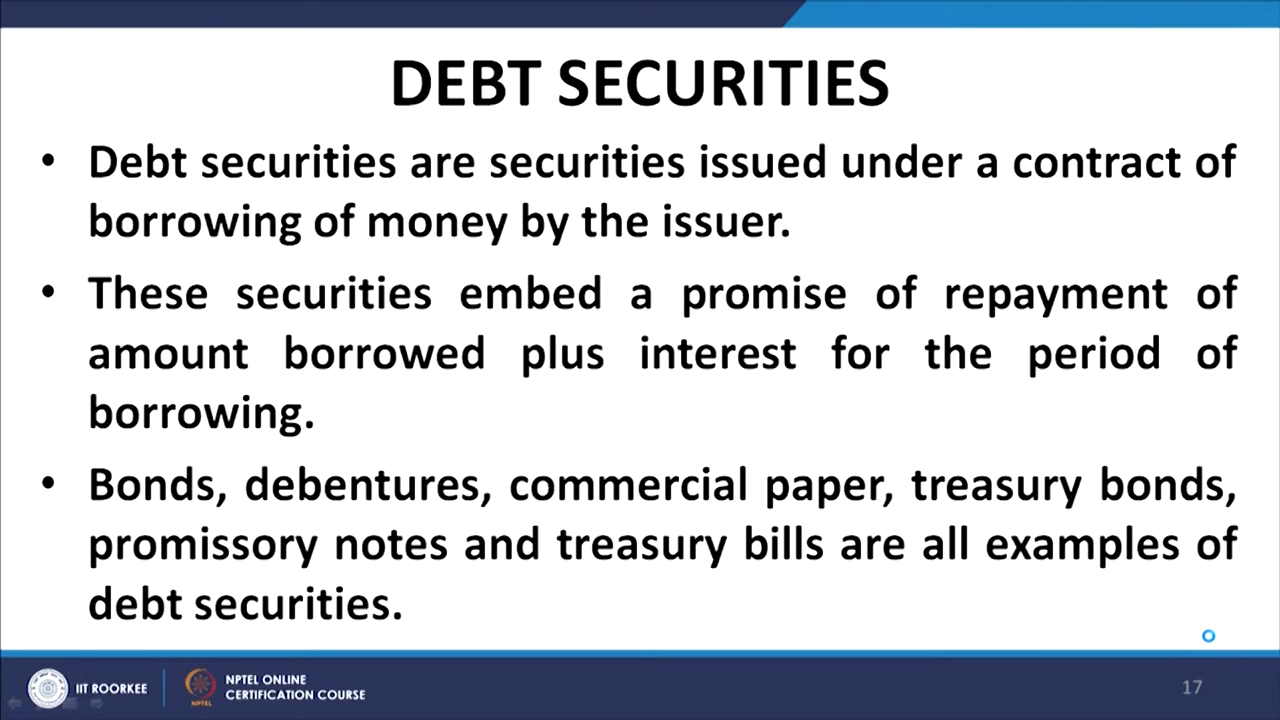 DEBT SECURITIES
• Debt securities are securities issued under a contract of
borrowing of money by the issuer.
• These securities embed a promise of repayment of
amount borrowed plus interest for the period of
borrowing.
• Bonds, debentures, commercial paper, treasury bonds,
promissory notes and treasury bills are all examples of
debt securities.
IIT ROORKEE
NPTEL
NPTEL ONLINE
CERTIFICATION COURSE
17